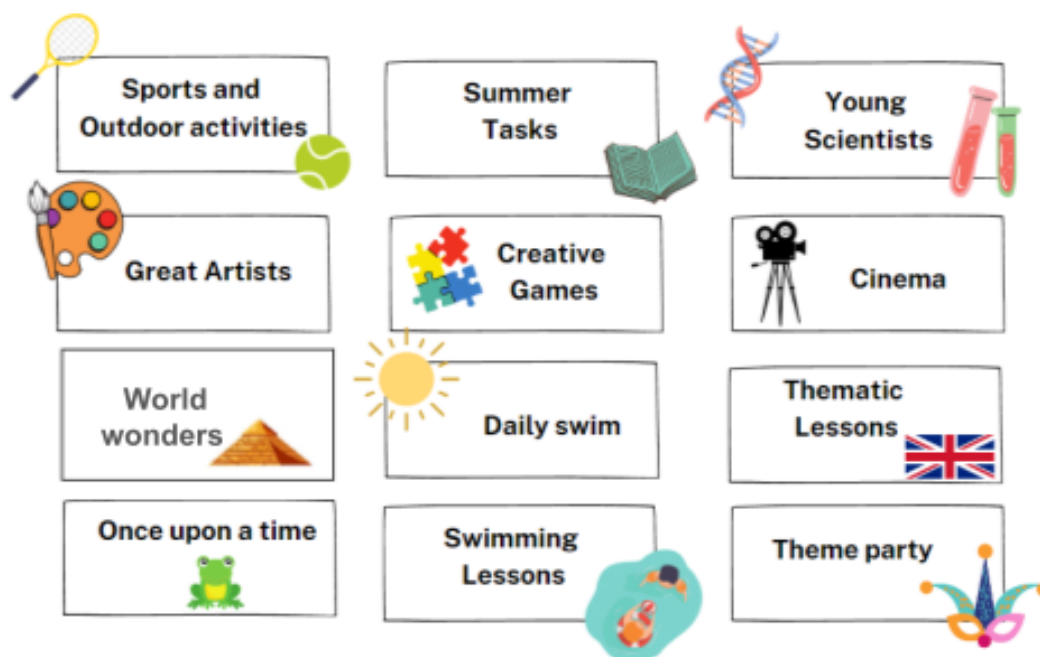 Sports and
Outdoor activities
Summer
Tasks
Young
Scientists
Great Artists
Creative
Games
Cinema
World
wonders
Daily swim
Thematic
Lessons
Once upon a time
Swimming
Lessons
Theme party